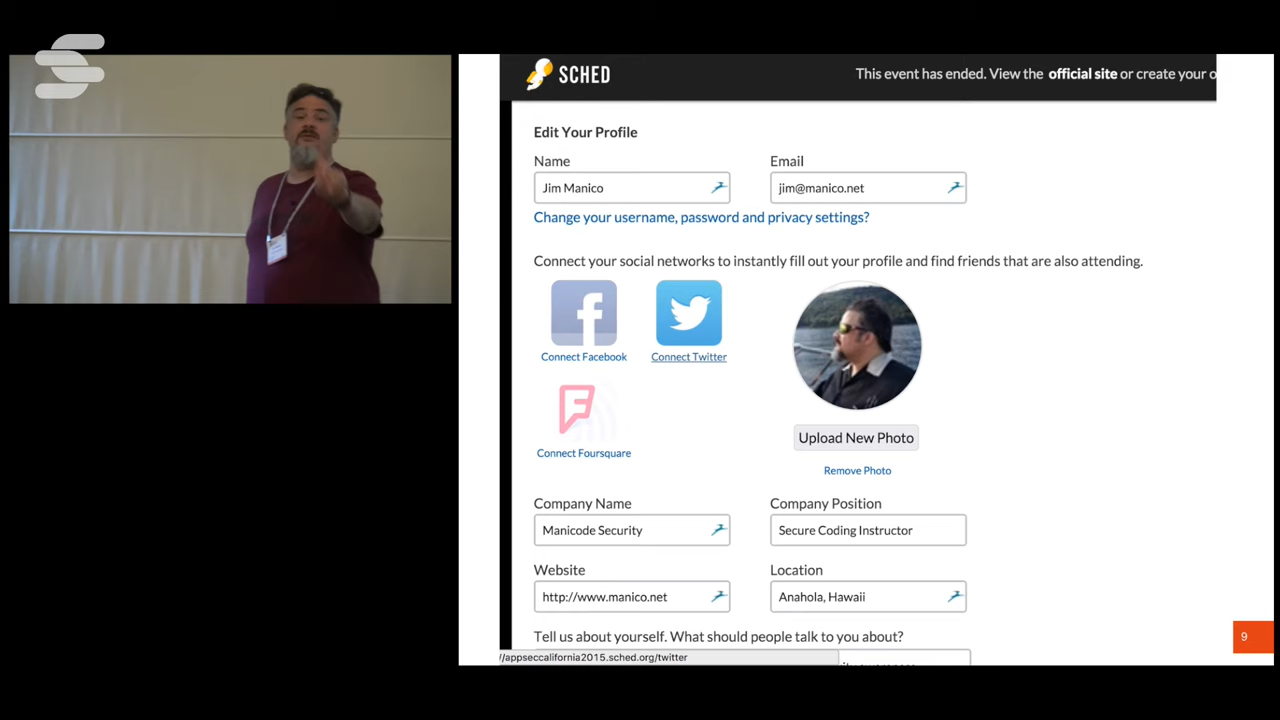 SCHED
This event has ended. View the official site or create your o
Edit Your Profile
Name
Email
Jim Manico
jim@manico.net
Change your username, password and privacy settings?
Connect your social networks to instantly fill out your profile and find friends that are also attending.
Connect Facebook
Connect Twitter
Connect Foursquare
Upload New Photo
Remove Photo
Company Name
Company Position
Manicode Security
Secure Coding Instructor
Website
Location
http://www.manico.net
Anahola, Hawaii
Tell us about yourself. What should people talk to you about?
//appseccalifornia2015.sched.org/twitter
9